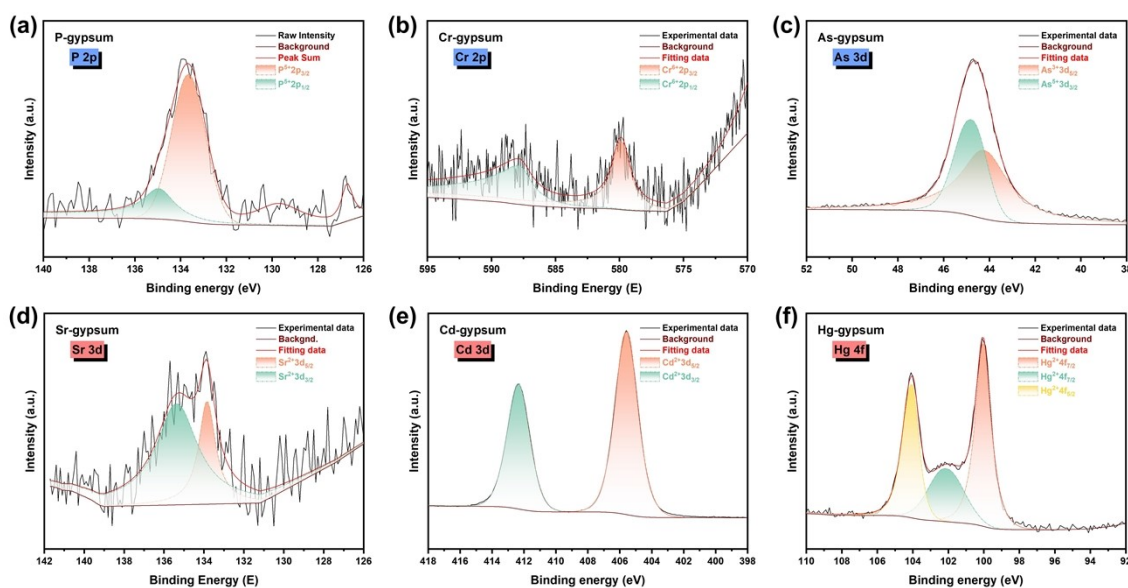 (a)
P-gypsum
P 2p
Raw Intensity
Background
Peak Sum
P⁵⁺2p₃/₂
P⁵⁺2p₁/₂
Intensity (a.u.)
140 138 136 134 132 130 128 126
Binding energy (eV)
(b)
Cr-gypsum
Cr 2p
Experimental data
Background
Fitting data
Cr⁶⁺2p₃/₂
Cr⁶⁺2p₁/₂
Intensity (a.u.)
595 590 585 580 575 570
Binding Energy (E)
(c)
As-gypsum
As 3d
Experimental data
Background
Fitting data
As³⁺3d₅/₂
As⁵⁺3d₃/₂
Intensity (a.u.)
52 50 48 46 44 42 40 38
Binding energy (eV)
(d)
Sr-gypsum
Sr 3d
Experimental data
Backgnd.
Fitting data
Sr²⁺3d₅/₂
Sr²⁺3d₃/₂
Intensity (a.u.)
142 140 138 136 134 132 130 128 126
Binding Energy (E)
(e)
Cd-gypsum
Cd 3d
Experimental data
Background
Fitting data
Cd²⁺3d₅/₂
Cd²⁺3d₃/₂
Intensity (a.u.)
418 416 414 412 410 408 406 404 402 400 398
Binding energy (eV)
(f)
Hg-gypsum
Hg 4f
Experimental data
Background
Fitting data
Hg²⁺4f₇/₂
Hg²⁺4f₇/₂
Hg²⁺4f₅/₂
Intensity (a.u.)
110 108 106 104 102 100 98 96 94 92
Binding energy (eV)